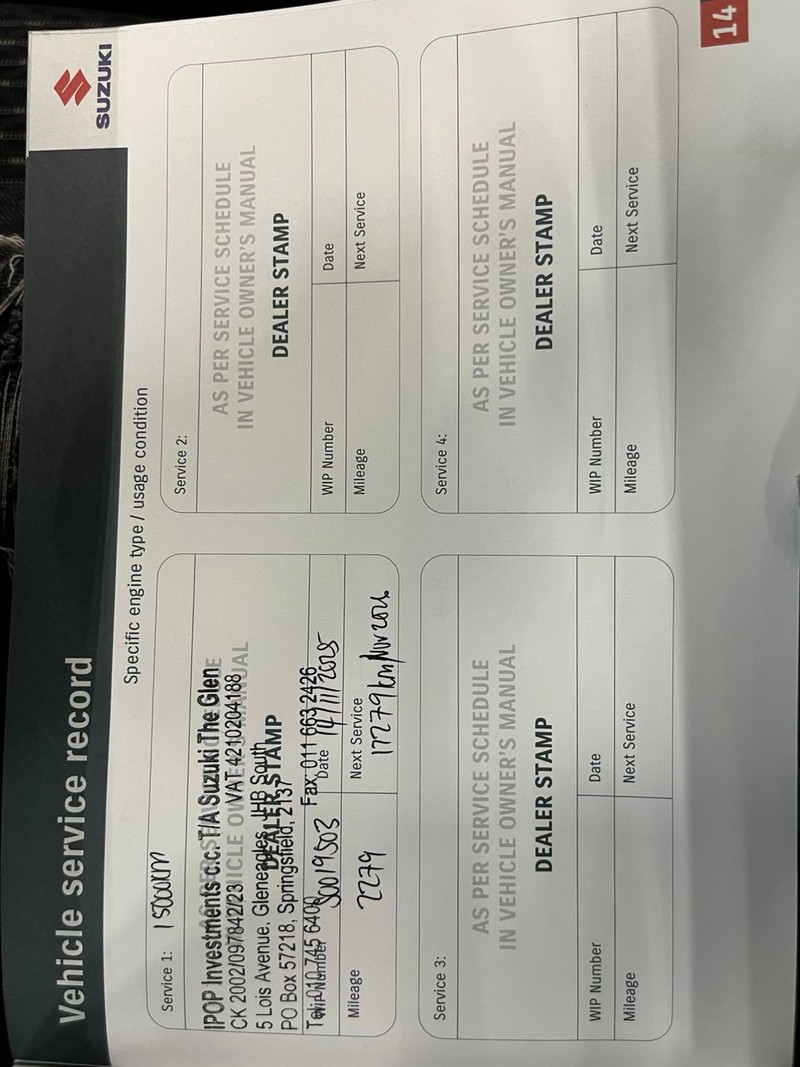 Vehicle service record
SUZUKI
Specific engine type / usage condition
Service 1: 15000km
IPOP Investments c.c. T/A Suzuki The Glen
CK 2002/097842/23 VAT 4210204188
5 Lois Avenue, Gleneagles, JHB South
DEALER STAMP
PO Box 57218, Springsfield, 2137
Tel: 010 745 6400 Fax: 011 663 2426
WIP Number Date 14/11/2025
Mileage 2279 Next Service 17279km/Nov 2026
Service 2:
AS PER SERVICE SCHEDULE
IN VEHICLE OWNER'S MANUAL
DEALER STAMP
WIP Number Date
Mileage Next Service
Service 3:
AS PER SERVICE SCHEDULE
IN VEHICLE OWNER'S MANUAL
DEALER STAMP
WIP Number Date
Mileage Next Service
Service 4:
AS PER SERVICE SCHEDULE
IN VEHICLE OWNER'S MANUAL
DEALER STAMP
WIP Number Date
Mileage Next Service
14